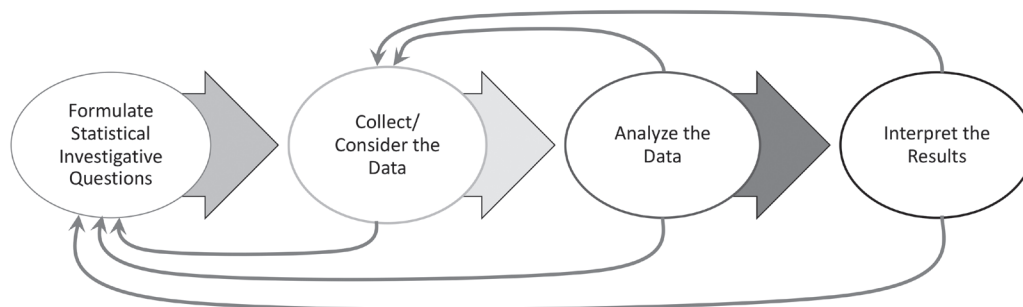 Formulate
Statistical
Investigative
Questions
Collect/
Consider the
Data
Analyze the
Data
Interpret the
Results